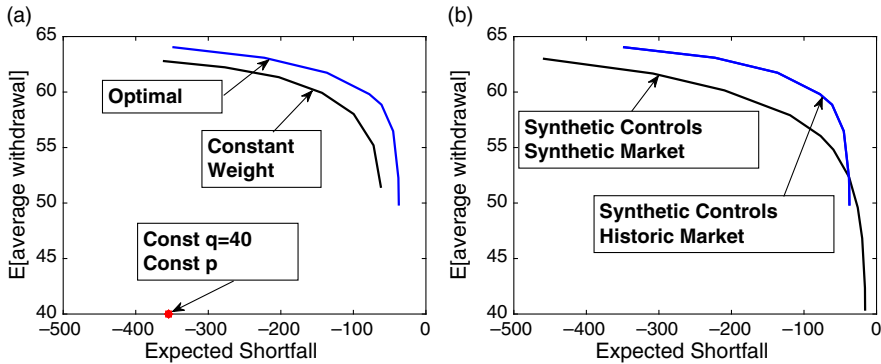 (a)
E[average withdrawal]
65
60
55
50
45
40
Optimal
Constant
Weight
Const q=40
Const p
−500
−400
−300
−200
−100
0
Expected Shortfall
(b)
E[average withdrawal]
65
60
55
50
45
40
Synthetic Controls
Synthetic Market
Synthetic Controls
Historic Market
−500
−400
−300
−200
−100
0
Expected Shortfall